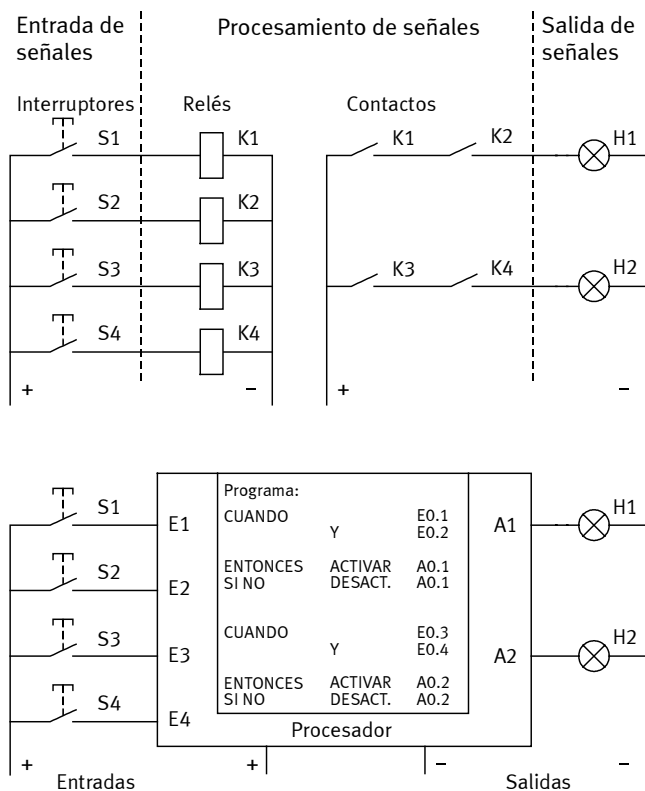 Entrada de señales
Procesamiento de señales
Salida de señales
Interruptores
Relés
Contactos
S1
K1
K1
K2
H1
S2
K2
S3
K3
K3
K4
H2
S4
K4
+
–
+
–
S1
E1
S2
E2
S3
E3
S4
E4
Programa:
CUANDO E0.1
Y E0.2
ENTONCES ACTIVAR A0.1
SI NO DESACT. A0.1
CUANDO E0.3
Y E0.4
ENTONCES ACTIVAR A0.2
SI NO DESACT. A0.2
Procesador
A1
H1
A2
H2
+
Entradas
+
–
Salidas
–